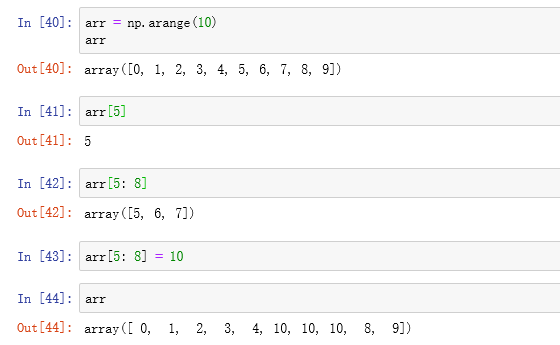 In [40]: arr = np.arange(10)
arr
Out[40]: array([0, 1, 2, 3, 4, 5, 6, 7, 8, 9])
In [41]: arr[5]
Out[41]: 5
In [42]: arr[5: 8]
Out[42]: array([5, 6, 7])
In [43]: arr[5: 8] = 10
In [44]: arr
Out[44]: array([ 0,  1,  2,  3,  4, 10, 10, 10,  8,  9])